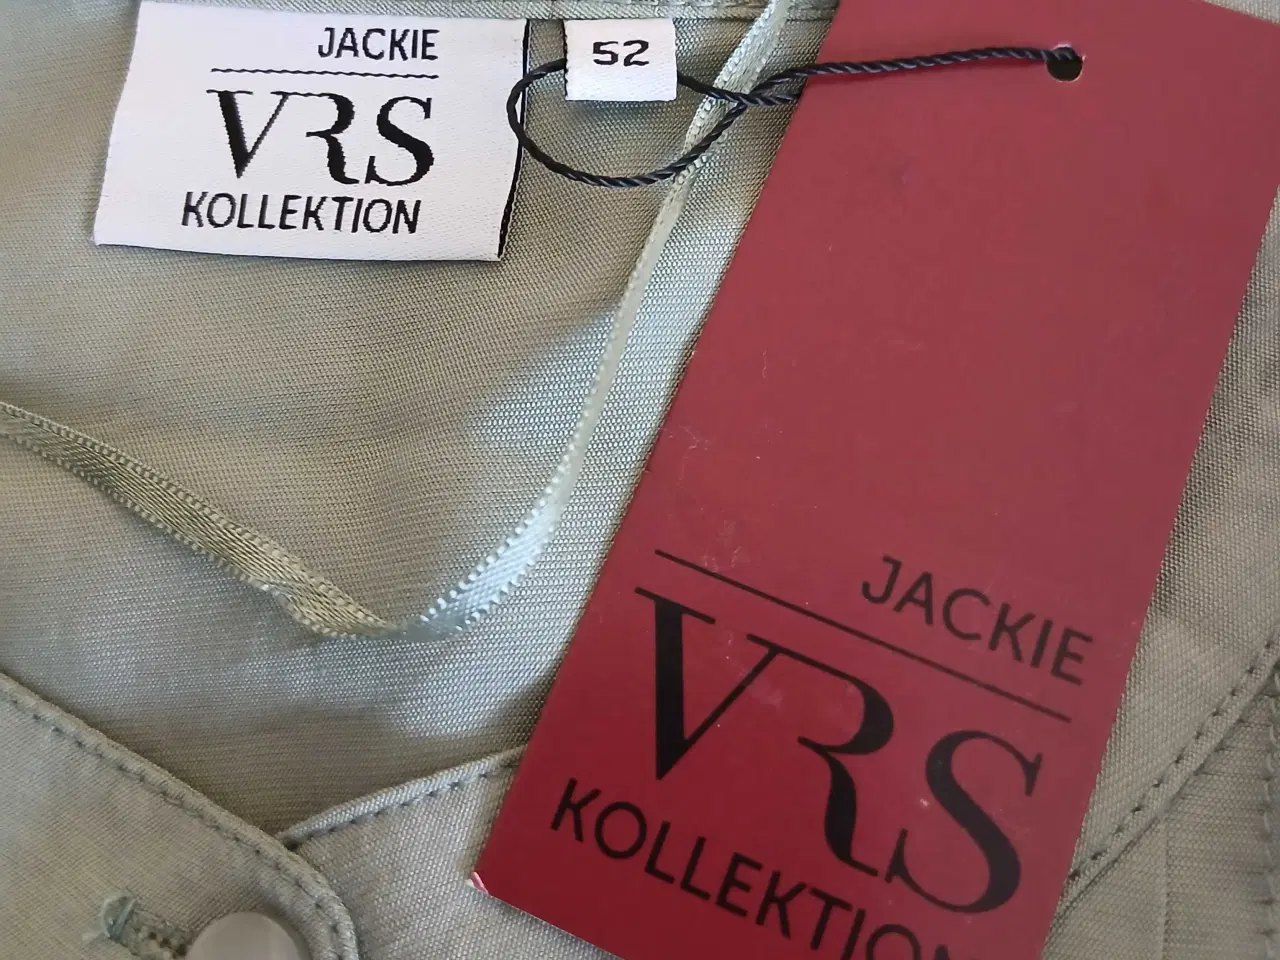 JACKIE
VRS
KOLLEKTION
52
JACKIE
VRS
KOLLEKTION